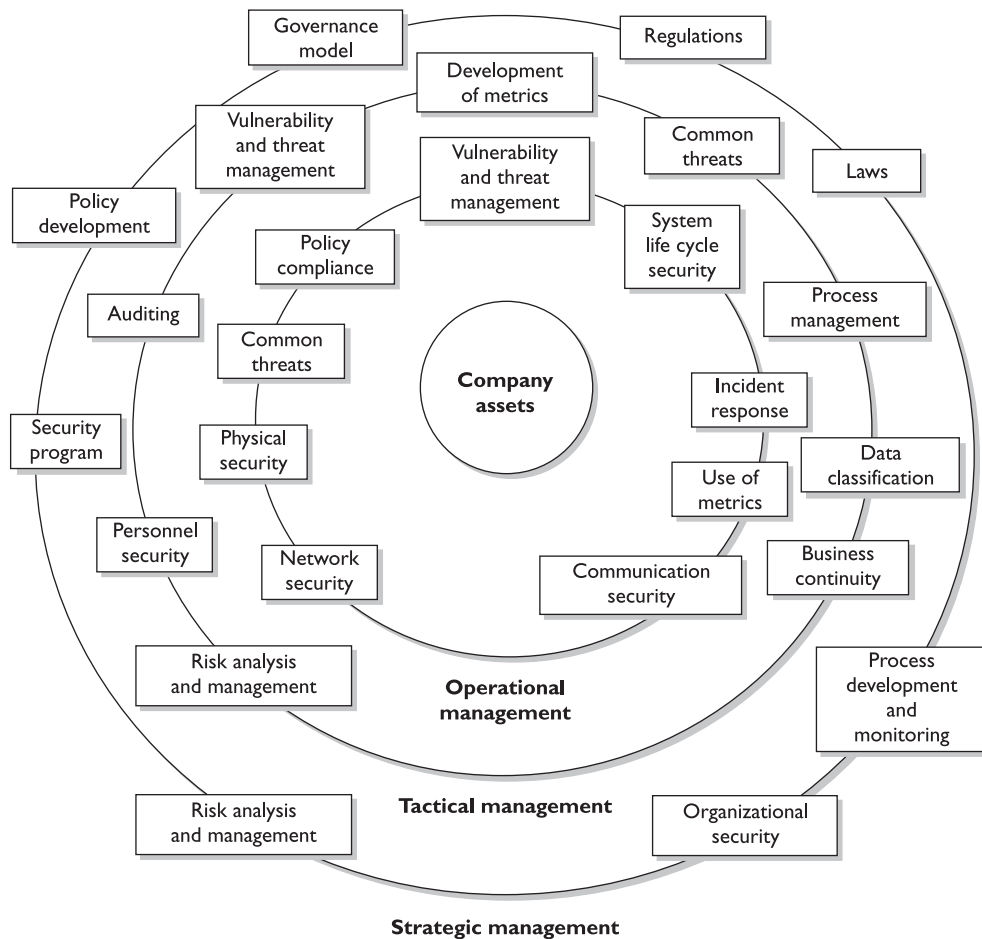 Governance
model
Regulations
Development
of metrics
Vulnerability
and threat
management
Common
threats
Vulnerability
and threat
management
Laws
Policy
development
System
life cycle
security
Policy
compliance
Auditing
Process
management
Common
threats
Company
assets
Incident
response
Security
program
Physical
security
Data
classification
Use of
metrics
Personnel
security
Network
security
Communication
security
Business
continuity
Risk analysis
and management
Operational
management
Process
development
and
monitoring
Tactical management
Risk analysis
and management
Organizational
security
Strategic management